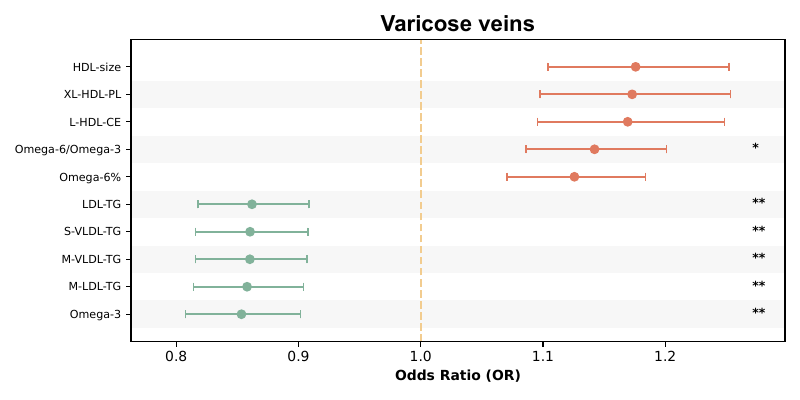 Varicose veins
HDL-size
XL-HDL-PL
L-HDL-CE
Omega-6/Omega-3 *
Omega-6%
LDL-TG **
S-VLDL-TG **
M-VLDL-TG **
M-LDL-TG **
Omega-3 **
0.8 0.9 1.0 1.1 1.2
Odds Ratio (OR)